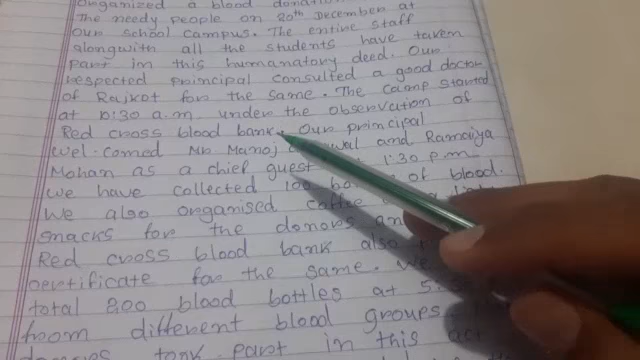 organized a blood
the needy people on 20th December at
our school campus. The entire staff
alongwith all the students have taken
part in this humanatory deed. Our
respected principal consulted a good doctor
of Rajkot for the same. The camp started
at 10:30 a.m. under the observation of
Red cross blood bank. Our principal
wel.comed Mr. Manoj and Ramaiya
Mohan as a chief guest 1:30 p.m
We have collected 100 of blood.
We also organised coffee
snacks for the donors
Red cross blood bank also
certificate for the same.
total 200 blood bottles at
from different blood groups.
took part in this